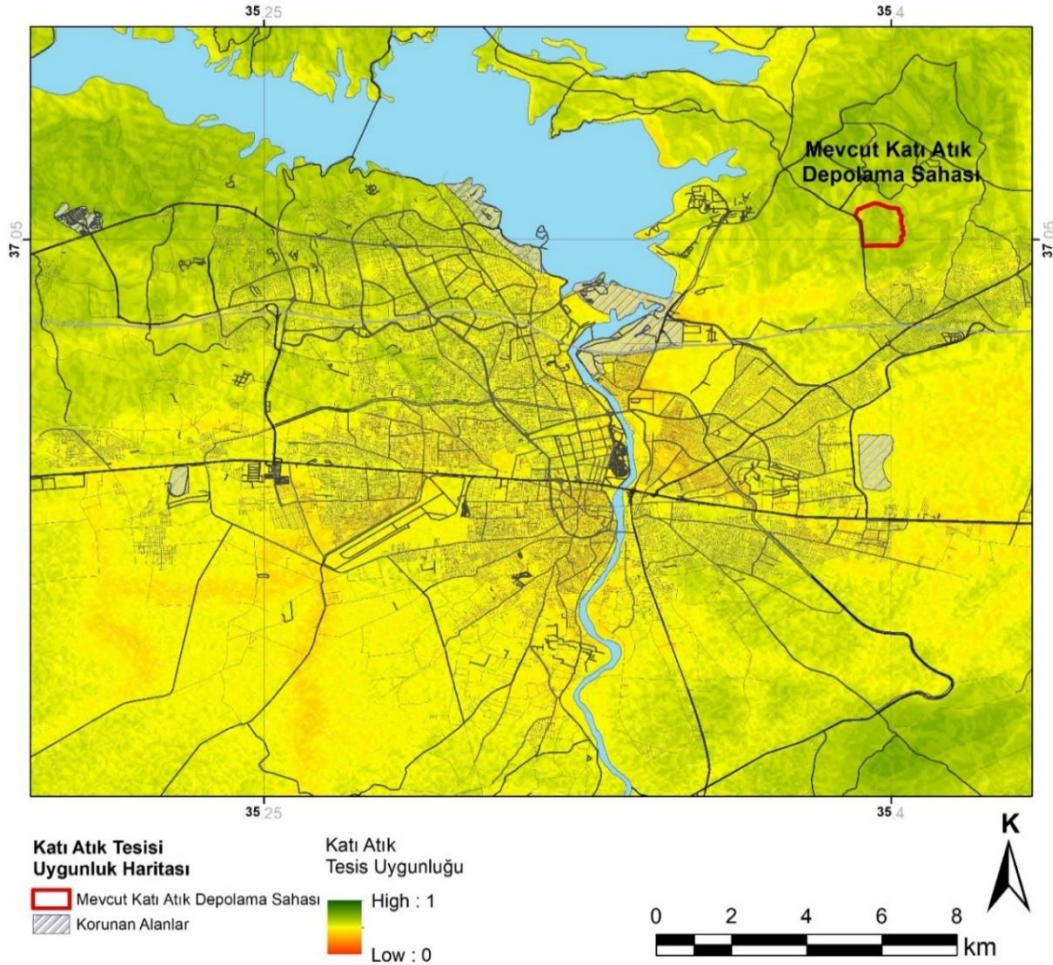 35 25
35 4
Mevcut Katı Atık
Depolama Sahası
37 05
37 05
35 25
35 4
Katı Atık Tesisi
Uygunluk Haritası
Mevcut Katı Atık Depolama Sahası
Korunan Alanlar
Katı Atık
Tesis Uygunluğu
High : 1
Low : 0
K
0 2 4 6 8
km